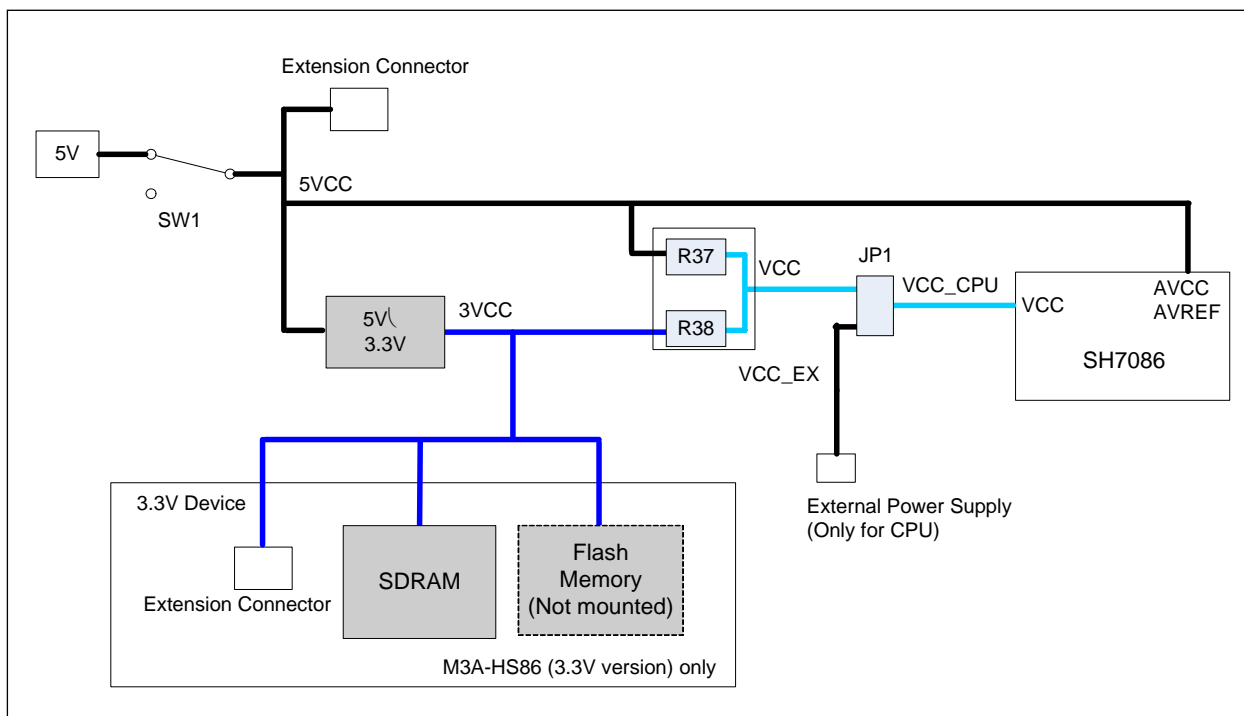 Extension Connector
5V
SW1
5VCC
R37
VCC
JP1
VCC_CPU
VCC
AVCC
AVREF
SH7086
5V
3.3V
3VCC
R38
VCC_EX
External Power Supply
(Only for CPU)
3.3V Device
Extension Connector
SDRAM
Flash
Memory
(Not mounted)
M3A-HS86 (3.3V version) only